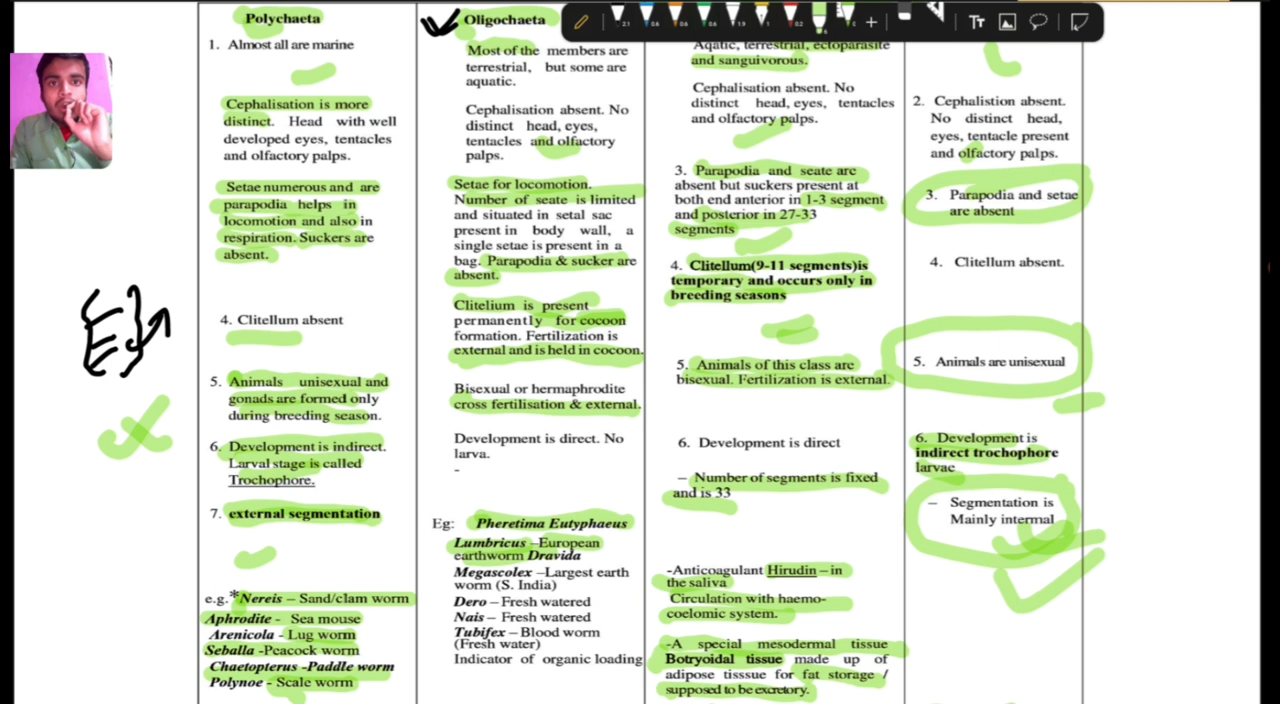 Polychaeta
1. Almost all are marine
Cephalisation is more
distinct. Head with well
developed eyes, tentacles
and olfactory palps.
Setae numerous and are
parapodia helps in
locomotion and also in
respiration. Suckers are
absent.
4. Clitellum absent
5. Animals unisexual and
gonads are formed only
during breeding season.
6. Development is indirect.
Larval stage is called
Trochophore.
7. external segmentation
e.g.*Nereis – Sand/clam worm
Aphrodite - Sea mouse
Arenicola - Lug worm
Seballa -Peacock worm
Chaetopterus -Paddle worm
Polynoe - Scale worm
Oligochaeta
Most of the members are
terrestrial, but some are
aquatic.
Cephalisation absent. No
distinct head, eyes,
tentacles and olfactory
palps.
Setae for locomotion.
Number of seate is limited
and situated in setal sac
present in body wall, a
single setae is present in a
bag. Parapodia & sucker are
absent.
Clitelium is present
permanently for cocoon
formation. Fertilization is
external and is held in cocoon.
Bisexual or hermaphrodite
cross fertilisation & external.
Development is direct. No
larva.
-
Eg: Pheretima Eutyphaeus
Lumbricus –European
earthworm Dravida
Megascolex –Largest earth
worm (S. India)
Dero – Fresh watered
Nais – Fresh watered
Tubifex – Blood worm
(Fresh water)
Indicator of organic loading
Aqatic, terrestrial, ectoparasite
and sanguivorous.
Cephalisation absent. No
distinct head, eyes, tentacles
and olfactory palps.
3. Parapodia and seate are
absent but suckers present at
both end anterior in 1-3 segment
and posterior in 27-33
segments
4. Clitellum(9-11 segments)is
temporary and occurs only in
breeding seasons
5. Animals of this class are
bisexual. Fertilization is external.
6. Development is direct
– Number of segments is fixed
and is 33
-Anticoagulant Hirudin – in
the saliva
Circulation with haemo-
coelomic system.
-A special mesodermal tissue
Botryoidal tissue made up of
adipose tisssue for fat storage /
supposed to be excretory.
2. Cephalistion absent.
No distinct head,
eyes, tentacle present
and olfactory palps.
3. Parapodia and setae
are absent
4. Clitellum absent.
5. Animals are unisexual
6. Development is
indirect trochophore
larvae
– Segmentation is
Mainly internal
Tт